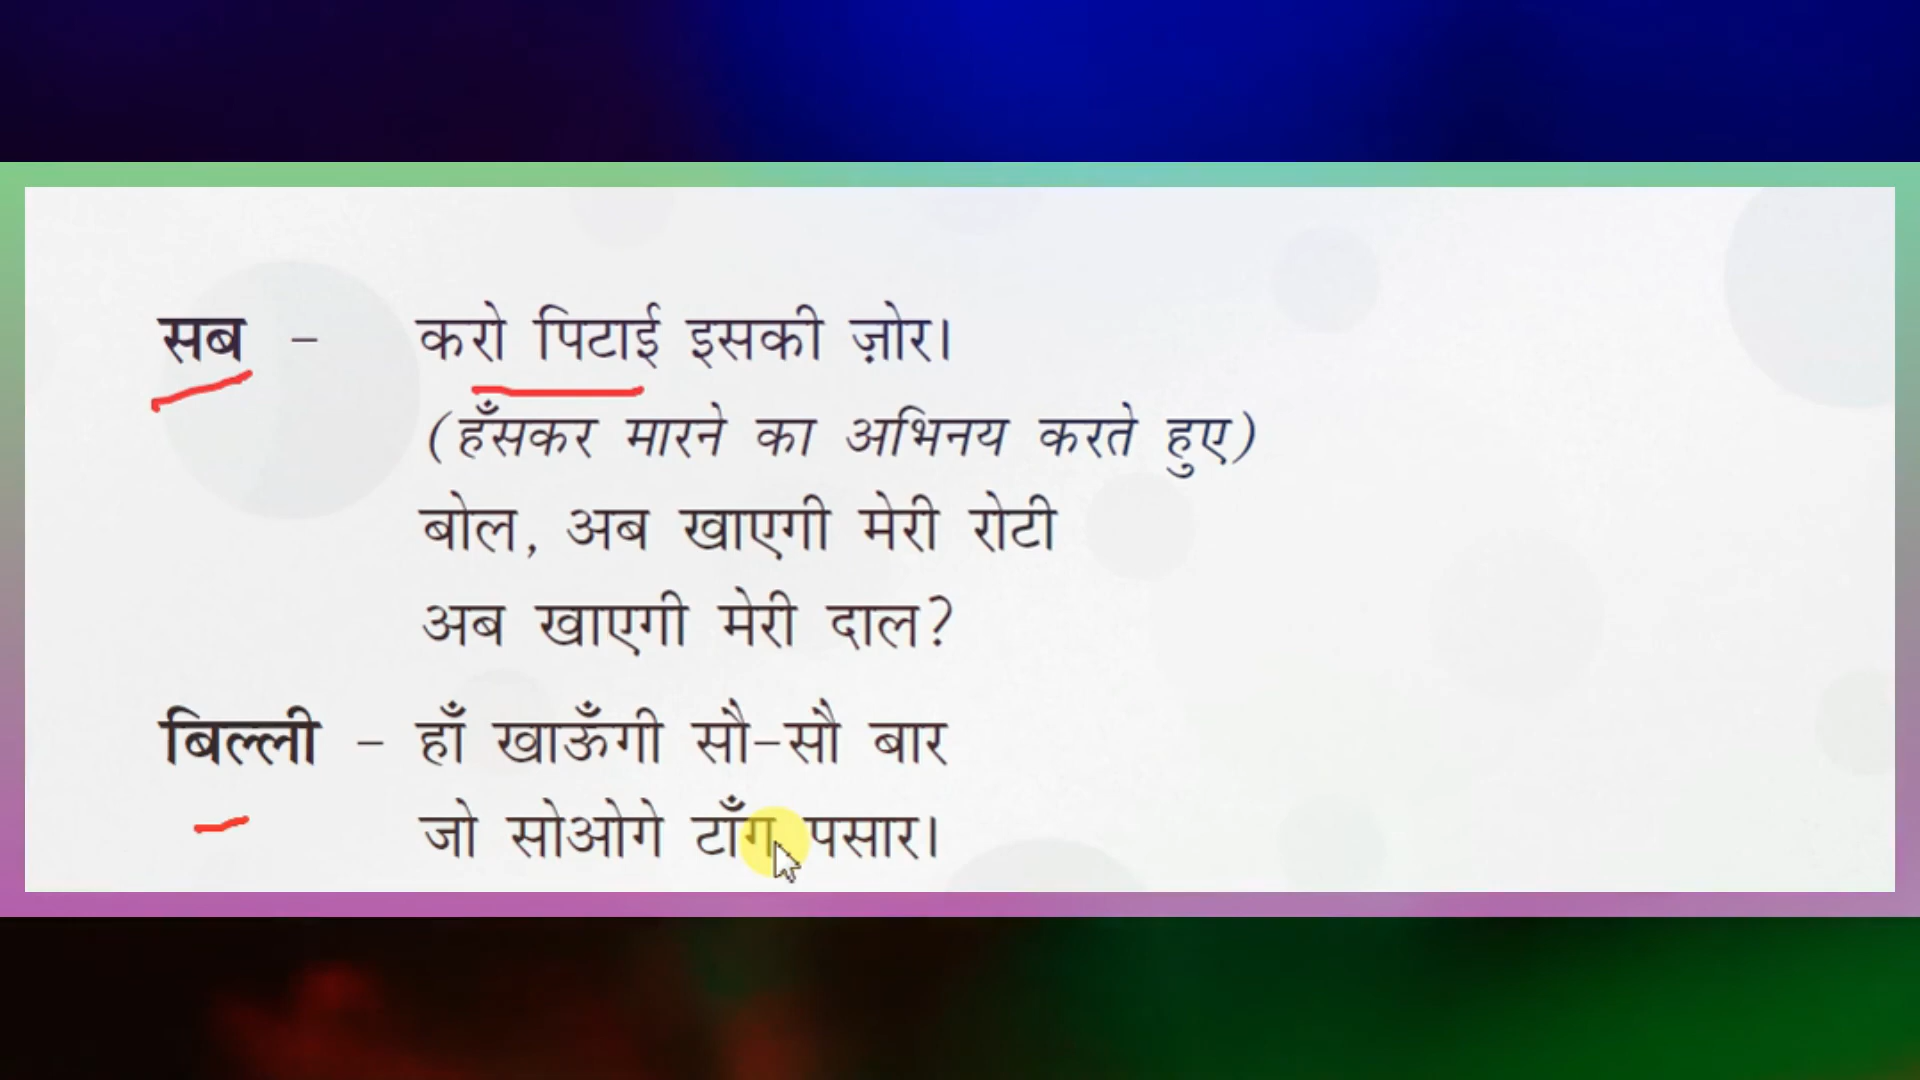 सब - करो पिटाई इसकी ज़ोर।
(हँसकर मारने का अभिनय करते हुए)
बोल, अब खाएगी मेरी रोटी
अब खाएगी मेरी दाल?
बिल्ली - हाँ खाऊँगी सौ-सौ बार
जो सोओगे टाँग पसार।